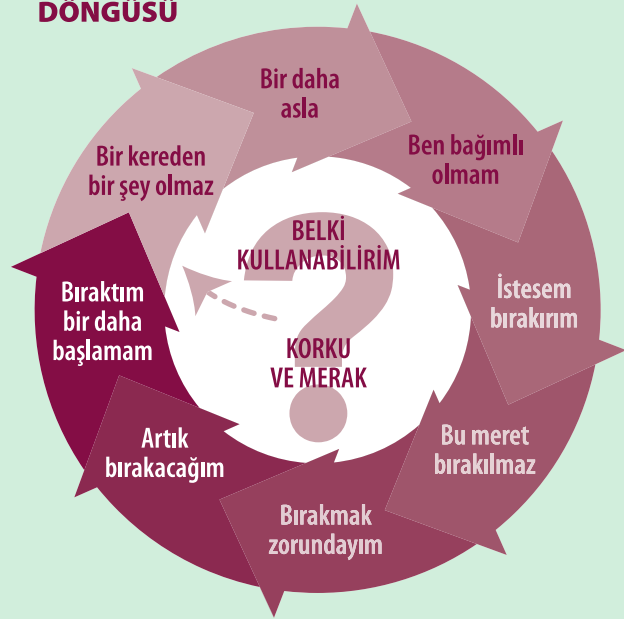 DÖNGÜSÜ
Bir daha
asla
Ben bağımlı
olmam
İstesem
bırakırım
Bu meret
bırakılmaz
Bırakmak
zorundayım
Artık
bırakacağım
Bıraktım
bir daha
başlamam
Bir kereden
bir şey olmaz
?
BELKİ
KULLANABİLİRİM
KORKU
VE MERAK